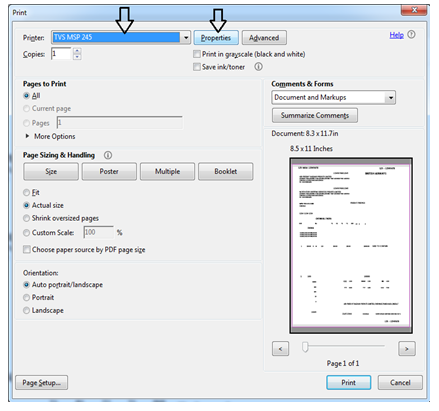 Print
Printer: TVS MSP 245 Properties Advanced Help
Copies: 1 Print in grayscale (black and white)
Save ink/toner
Pages to Print
All
Current page
Pages 1
More Options
Page Sizing & Handling
Size Poster Multiple Booklet
Fit
Actual size
Shrink oversized pages
Custom Scale: 100 %
Choose paper source by PDF page size
Orientation:
Auto portrait/landscape
Portrait
Landscape
Comments & Forms
Document and Markups
Summarize Comments
Document: 8.3 x 11.7in
8.5 x 11 Inches
< >
Page 1 of 1
Page Setup... Print Cancel